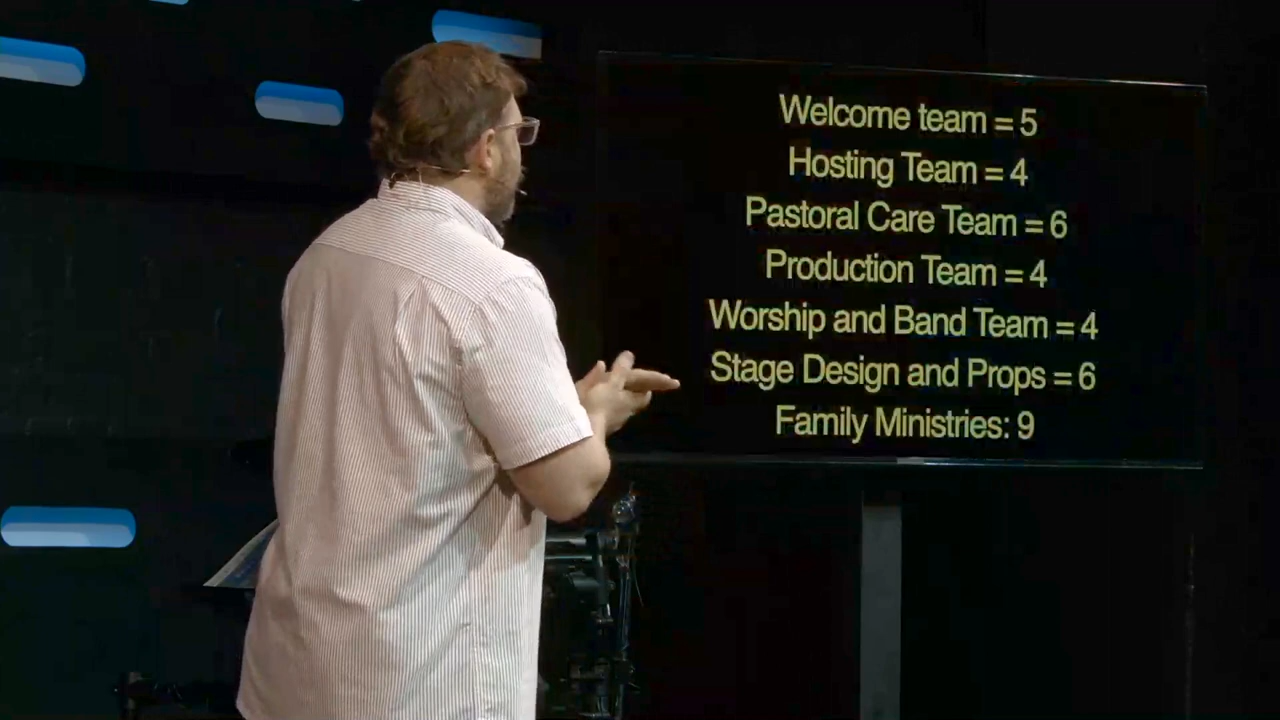 Welcome team = 5
Hosting Team = 4
Pastoral Care Team = 6
Production Team = 4
Worship and Band Team = 4
Stage Design and Props = 6
Family Ministries: 9